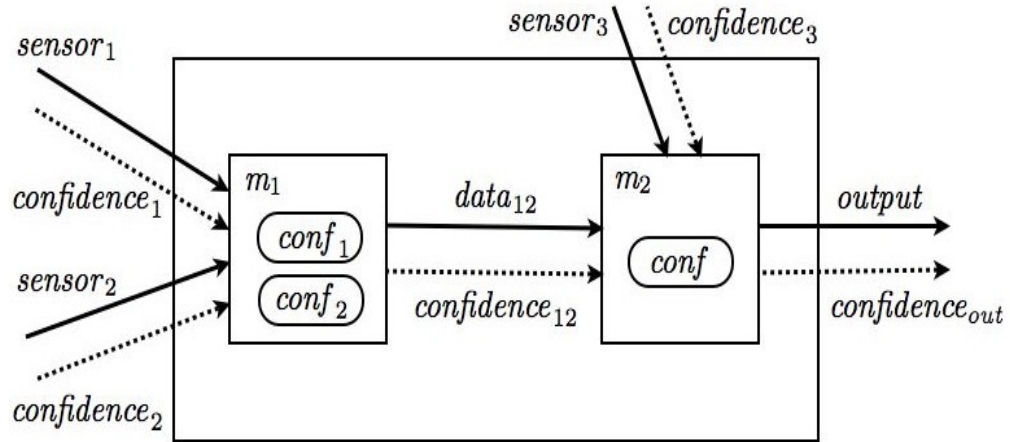 sensor₁
sensor₃
confidence₃
confidence₁
m₁
conf₁
conf₂
data₁₂
confidence₁₂
m₂
conf
output
confidenceₒᵤₜ
sensor₂
confidence₂